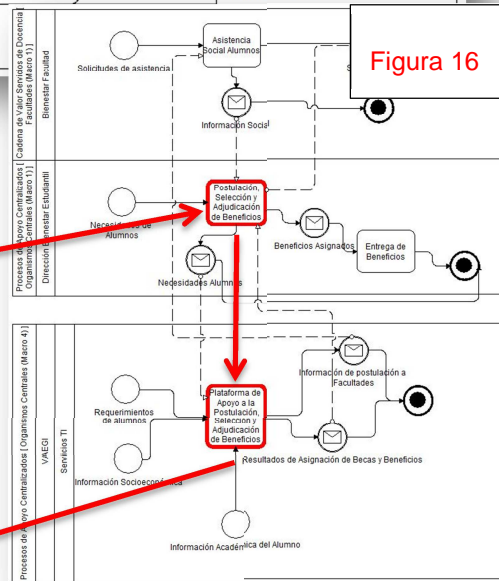 Figura 16
Cadena de Valor Servidos de Docencia [
Facultades (Macro 1) ]
Bienestar Facultad
Solicitudes de asistencia
Asistencia
Social Alumnos
Información Social
Procesos de Apoyo Centralizados [
Organismos Centrales (Macro 1) ]
Dirección Bienestar Estudiantil
Necesidades de
Alumnos
Postulación,
Selección y
Adjudicación
de Beneficios
Beneficios Asignados
Entrega de
Beneficios
Necesidades Alumnos
Procesos de Apoyo Centralizados [ Organismos Centrales (Macro 4) ]
VAEGI
Servicios TI
Requerimientos
de alumnos
Información Socioeconómica
Plataforma de
Apoyo a la
Postulación,
Selección y
Adjudicación
de Beneficios
Información de postulación a
Facultades
Resultados de Asignación de Becas y Beneficios
Información Académica del Alumno